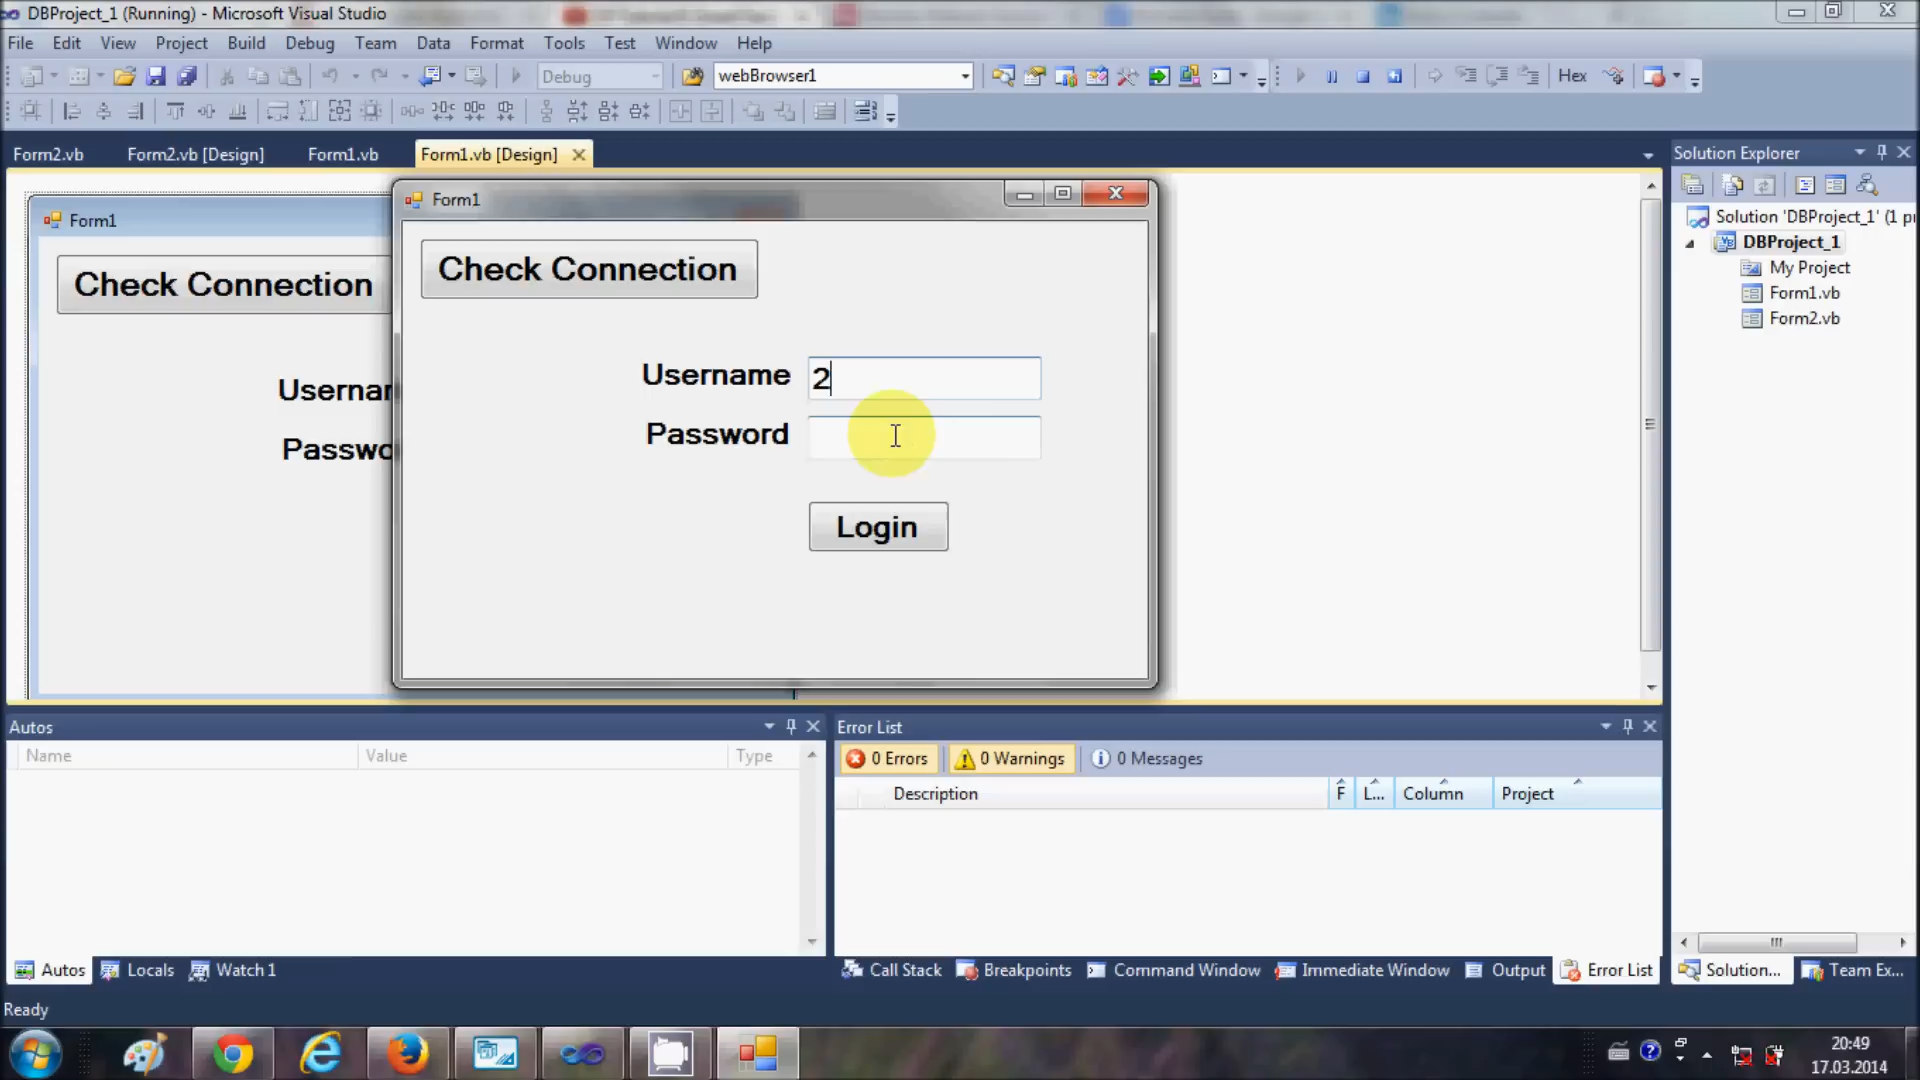 DBProject_1 (Running) - Microsoft Visual Studio
File Edit View Project Build Debug Team Data Format Tools Test Window Help
Debug webBrowser1 Hex
Form2.vb Form2.vb [Design] Form1.vb Form1.vb [Design]
Solution Explorer
Solution 'DBProject_1' (1 p
DBProject_1
My Project
Form1.vb
Form2.vb
Form1
Check Connection
Form1
Check Connection
Usernam
Passwo
Username 2
Password
Login
Autos
Name Value Type
Error List
0 Errors 0 Warnings 0 Messages
Description F L... Column Project
Autos Locals Watch 1
Call Stack Breakpoints Command Window Immediate Window Output Error List
Solution... Team Ex...
Ready
20:49
17.03.2014